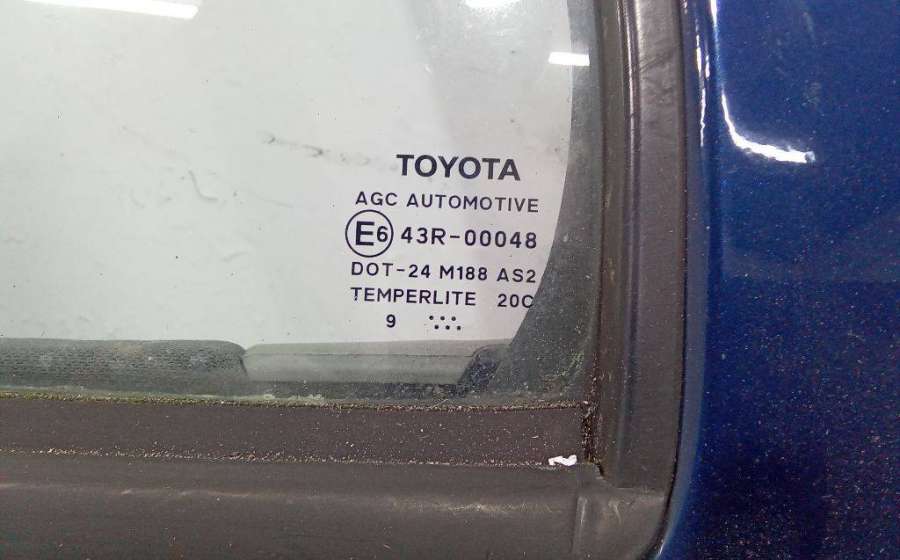 TOYOTA
AGC AUTOMOTIVE
E6 43R-00048
DOT-24 M188 AS2
TEMPERLITE 20C
9